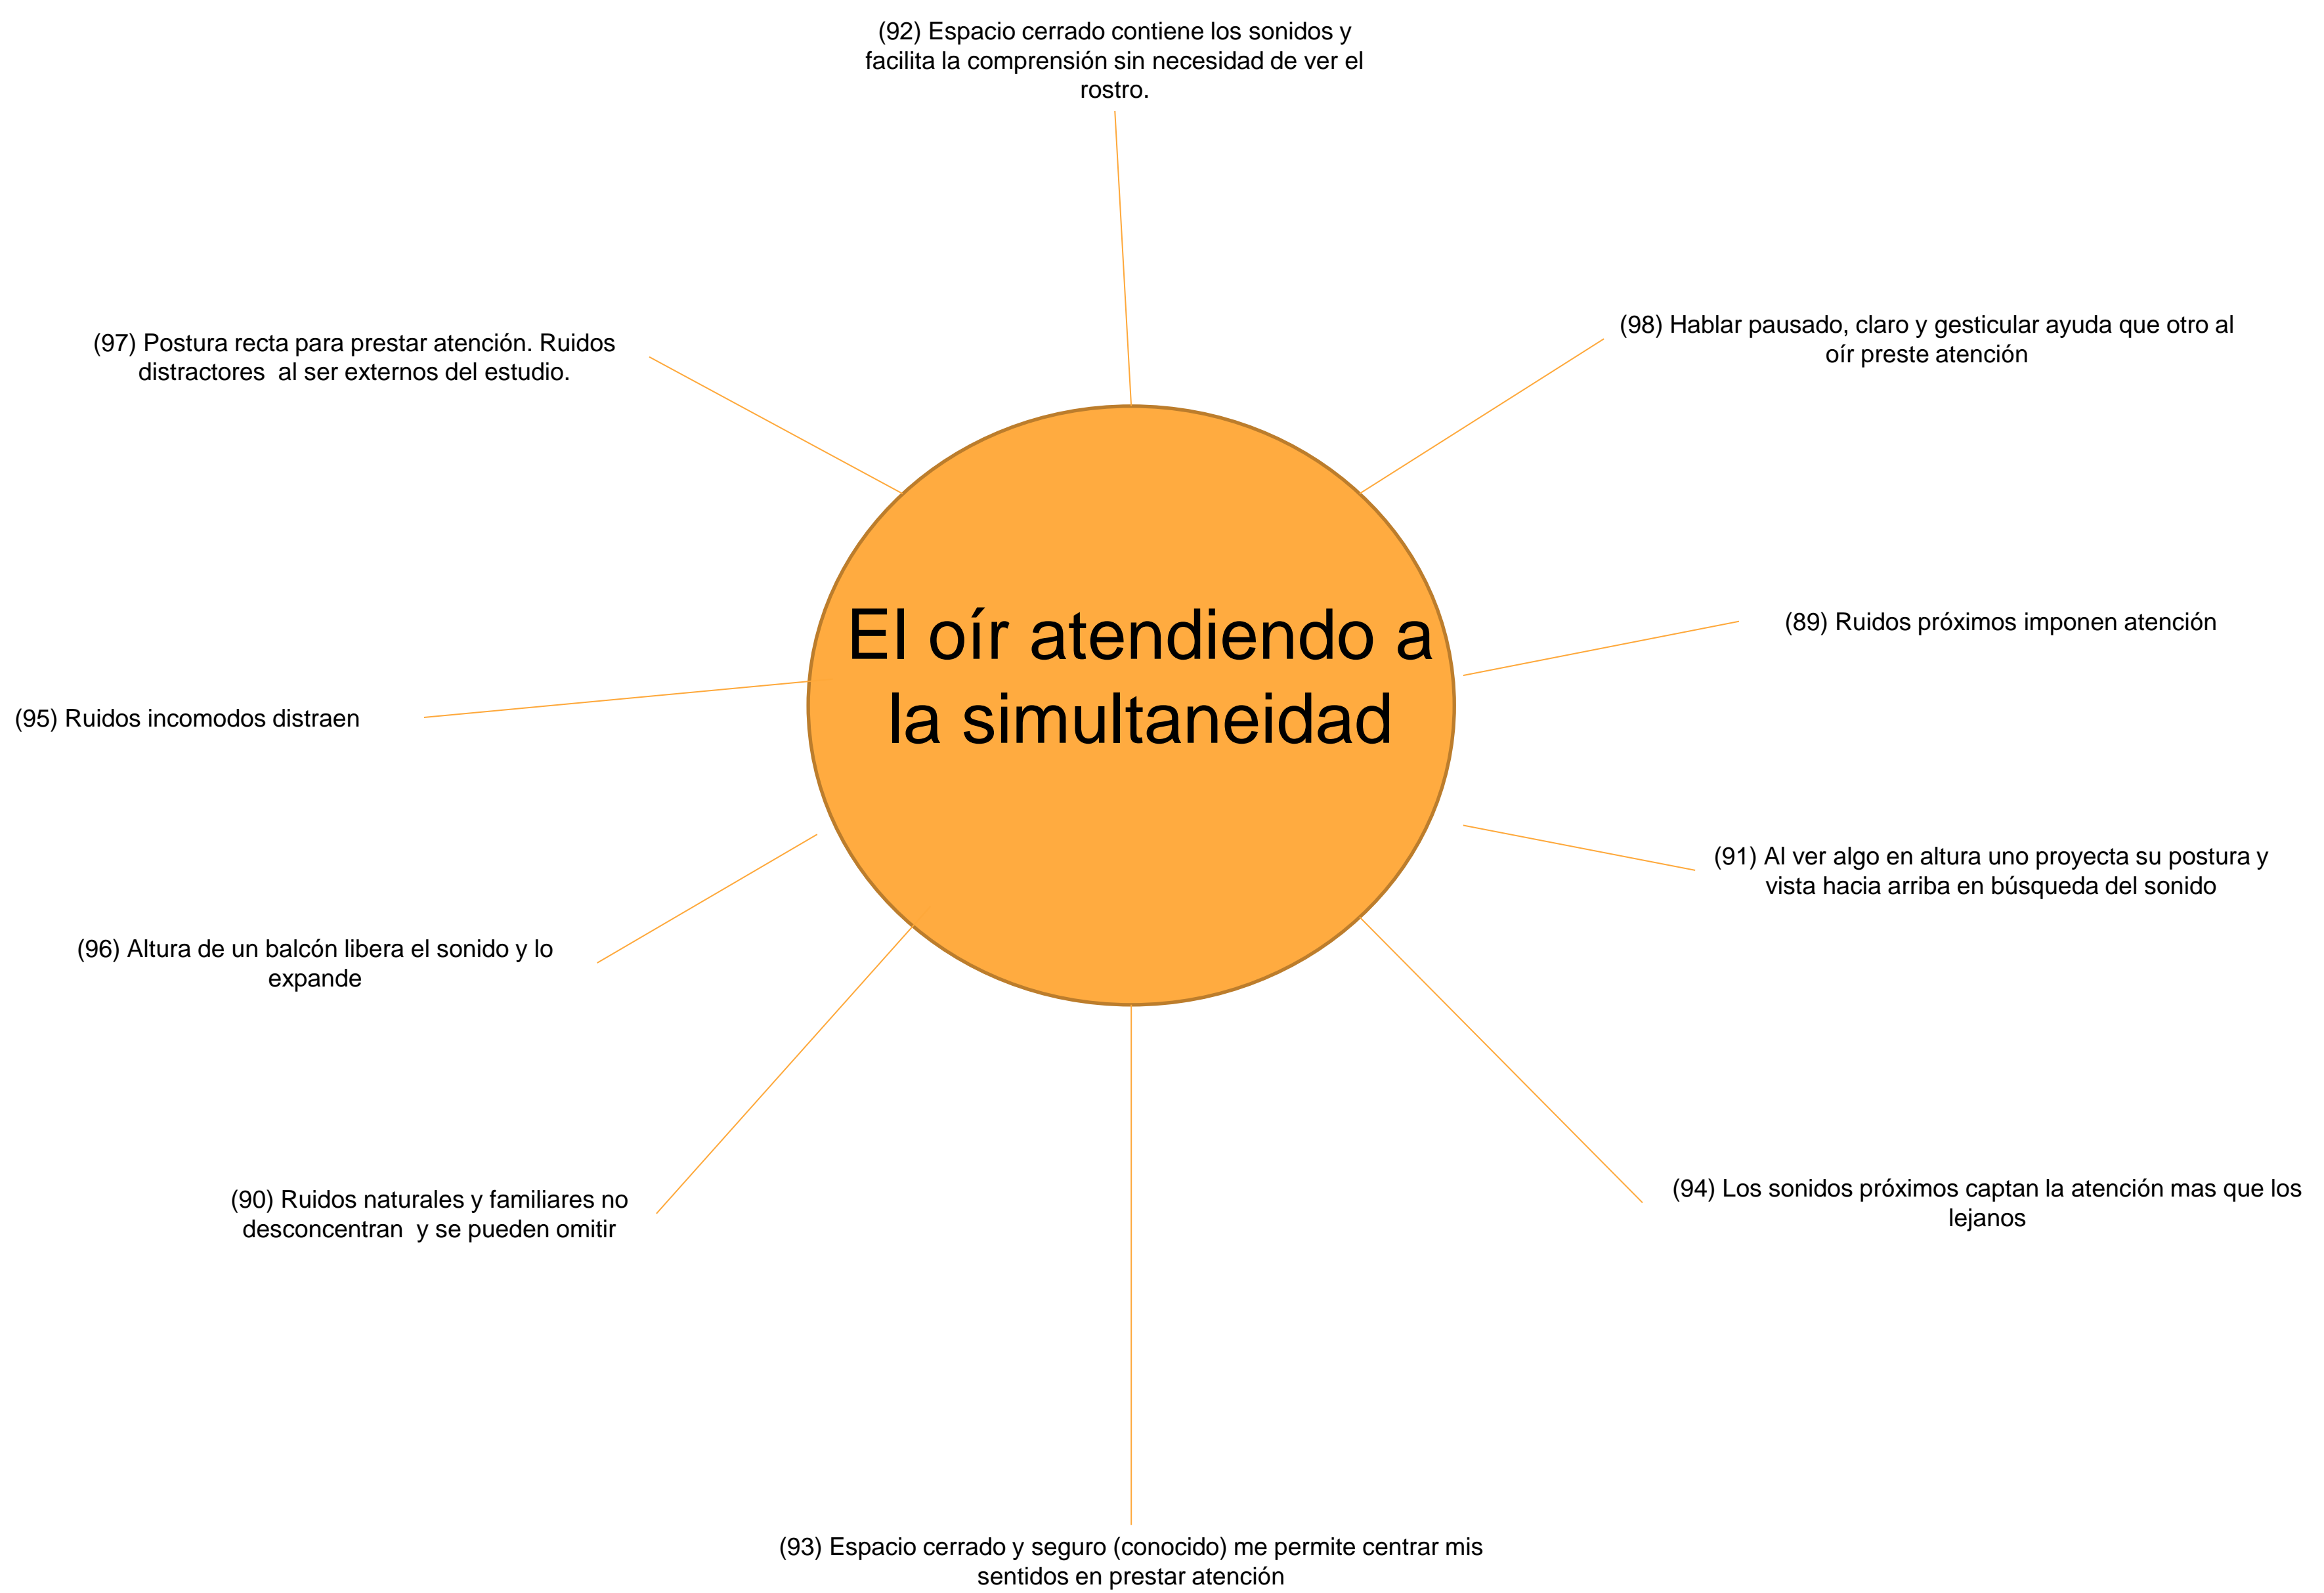 (92) Espacio cerrado contiene los sonidos y
facilita la comprensión sin necesidad de ver el
rostro.
(97) Postura recta para prestar atención. Ruidos
distractores  al ser externos del estudio.
(98) Hablar pausado, claro y gesticular ayuda que otro al
oír preste atención
El oír atendiendo a
la simultaneidad
(89) Ruidos próximos imponen atención
(95) Ruidos incomodos distraen
(91) Al ver algo en altura uno proyecta su postura y
vista hacia arriba en búsqueda del sonido
(96) Altura de un balcón libera el sonido y lo
expande
(90) Ruidos naturales y familiares no
desconcentran  y se pueden omitir
(94) Los sonidos próximos captan la atención mas que los
lejanos
(93) Espacio cerrado y seguro (conocido) me permite centrar mis
sentidos en prestar atención